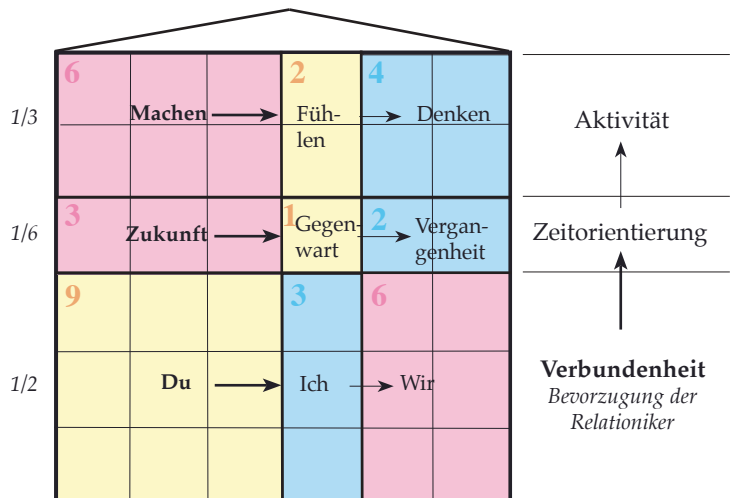 6 2 4
1/3 Machen Füh- Denken Aktivität
len
3 1 2
1/6 Zukunft Gegen- Vergan- Zeitorientierung
wart genheit
9 3 6
1/2 Du Ich Wir
Verbundenheit
Bevorzugung der
Relationiker